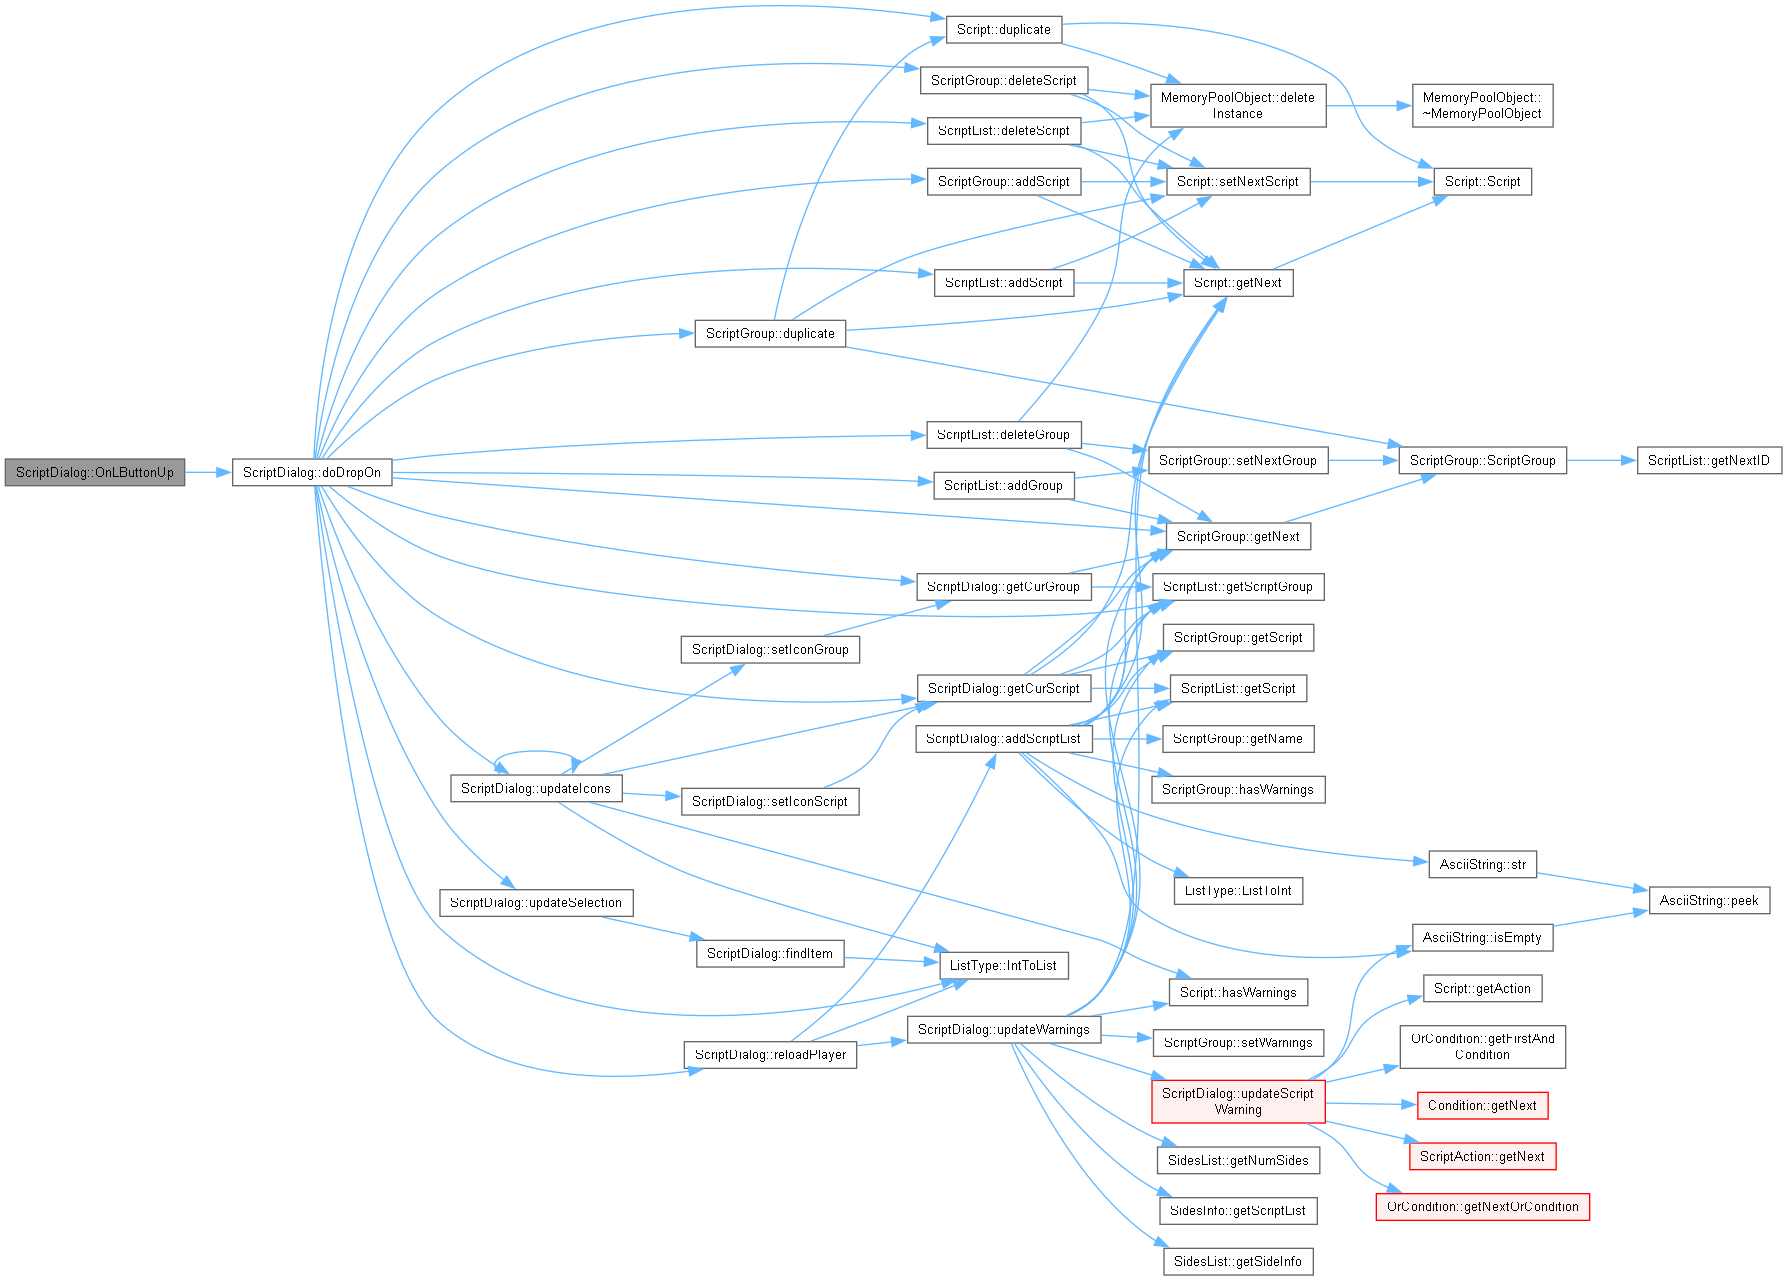 ScriptDialog::OnLButtonUp
ScriptDialog::doDropOn
Script::duplicate
ScriptGroup::deleteScript
ScriptList::deleteScript
ScriptGroup::addScript
ScriptList::addScript
ScriptGroup::duplicate
ScriptList::deleteGroup
ScriptList::addGroup
ScriptDialog::getCurGroup
ScriptDialog::setIconGroup
ScriptDialog::getCurScript
ScriptDialog::addScriptList
ScriptDialog::updateIcons
ScriptDialog::setIconScript
ScriptDialog::updateSelection
ScriptDialog::findItem
ListType::IntToList
ScriptDialog::reloadPlayer
ScriptDialog::updateWarnings
MemoryPoolObject::delete
Instance
Script::setNextScript
Script::getNext
ScriptGroup::setNextGroup
ScriptGroup::getNext
ScriptList::getScriptGroup
ScriptGroup::getScript
ScriptList::getScript
ScriptGroup::getName
ScriptGroup::hasWarnings
ListType::ListToInt
Script::hasWarnings
ScriptGroup::setWarnings
ScriptDialog::updateScript
Warning
SidesList::getNumSides
SidesInfo::getScriptList
SidesList::getSideInfo
MemoryPoolObject::
~MemoryPoolObject
Script::Script
ScriptGroup::ScriptGroup
ScriptList::getNextID
AsciiString::str
AsciiString::peek
AsciiString::isEmpty
Script::getAction
OrCondition::getFirstAnd
Condition
Condition::getNext
ScriptAction::getNext
OrCondition::getNextOrCondition